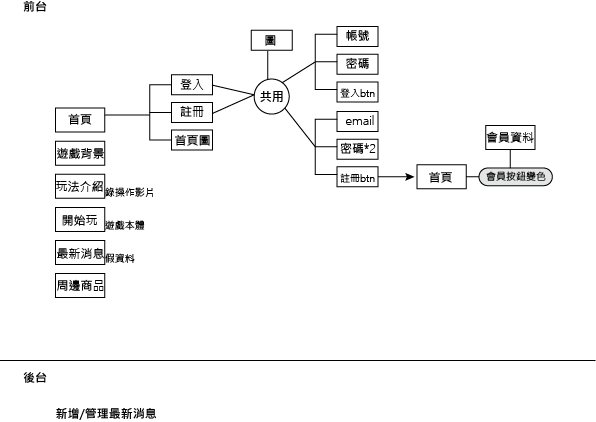 前台
圖
帳號
密碼
登入btn
共用
登入
註冊
首頁圖
email
密碼*2
註冊btn
首頁
會員資料
會員按鈕變色
首頁
遊戲背景
玩法介紹
錄操作影片
開始玩
遊戲本體
最新消息
假資料
周邊商品
後台
新增/管理最新消息